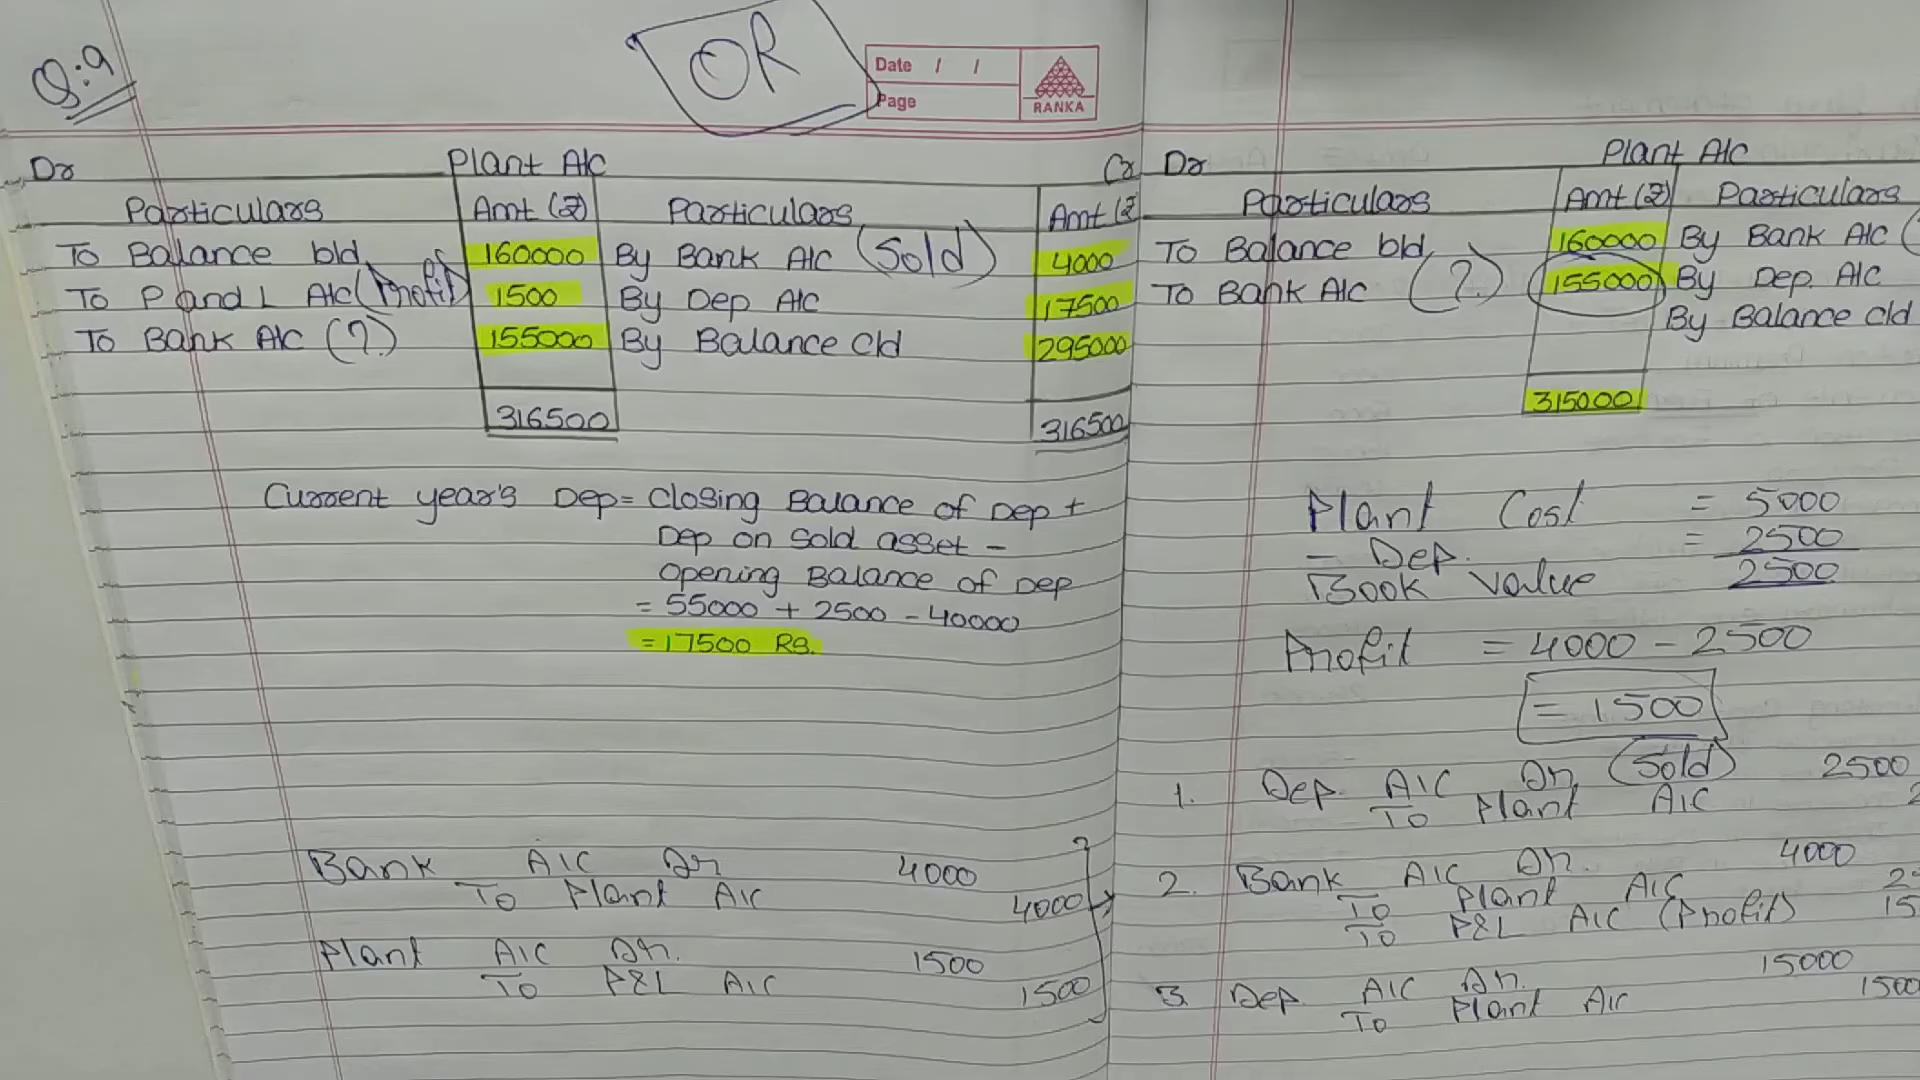 Q:9
OR
Date / /
Page
RANKA
Dr Plant A/c Cr
Particulars Amt (₹) Particulars Amt (₹
To Balance b/d 160000 By Bank A/c (Sold) 4000
To P and L A/c (Profit) 1500 By Dep A/c 17500
To Bank A/c (?) 155000 By Balance c/d 295000
316500 316500
Current year's Dep = Closing Balance of Dep +
Dep on sold asset -
opening Balance of Dep
= 55000 + 2500 - 40000
= 17500 Rs.
Bank A/c Dr 4000
To Plant A/c 4000
Plant A/c Dr. 1500
To P&L A/c 1500
Dr Plant A/c
Particulars Amt (₹) Particulars
To Balance b/d 160000 By Bank A/c (
To Bank A/c (?) 155000 By Dep. A/c
By Balance c/d
315000
Plant Cost = 5000
- Dep. = 2500
Book Value 2500
Profit = 4000 - 2500
= 1500
1. Dep. A/c Dr. (Sold) 2500
To Plant A/c 2
2. Bank A/c Dr. 4000
To Plant A/c 2
To P&L A/c (Profit) 15
3. Dep. A/c Dr. 15000
To Plant A/c 1500